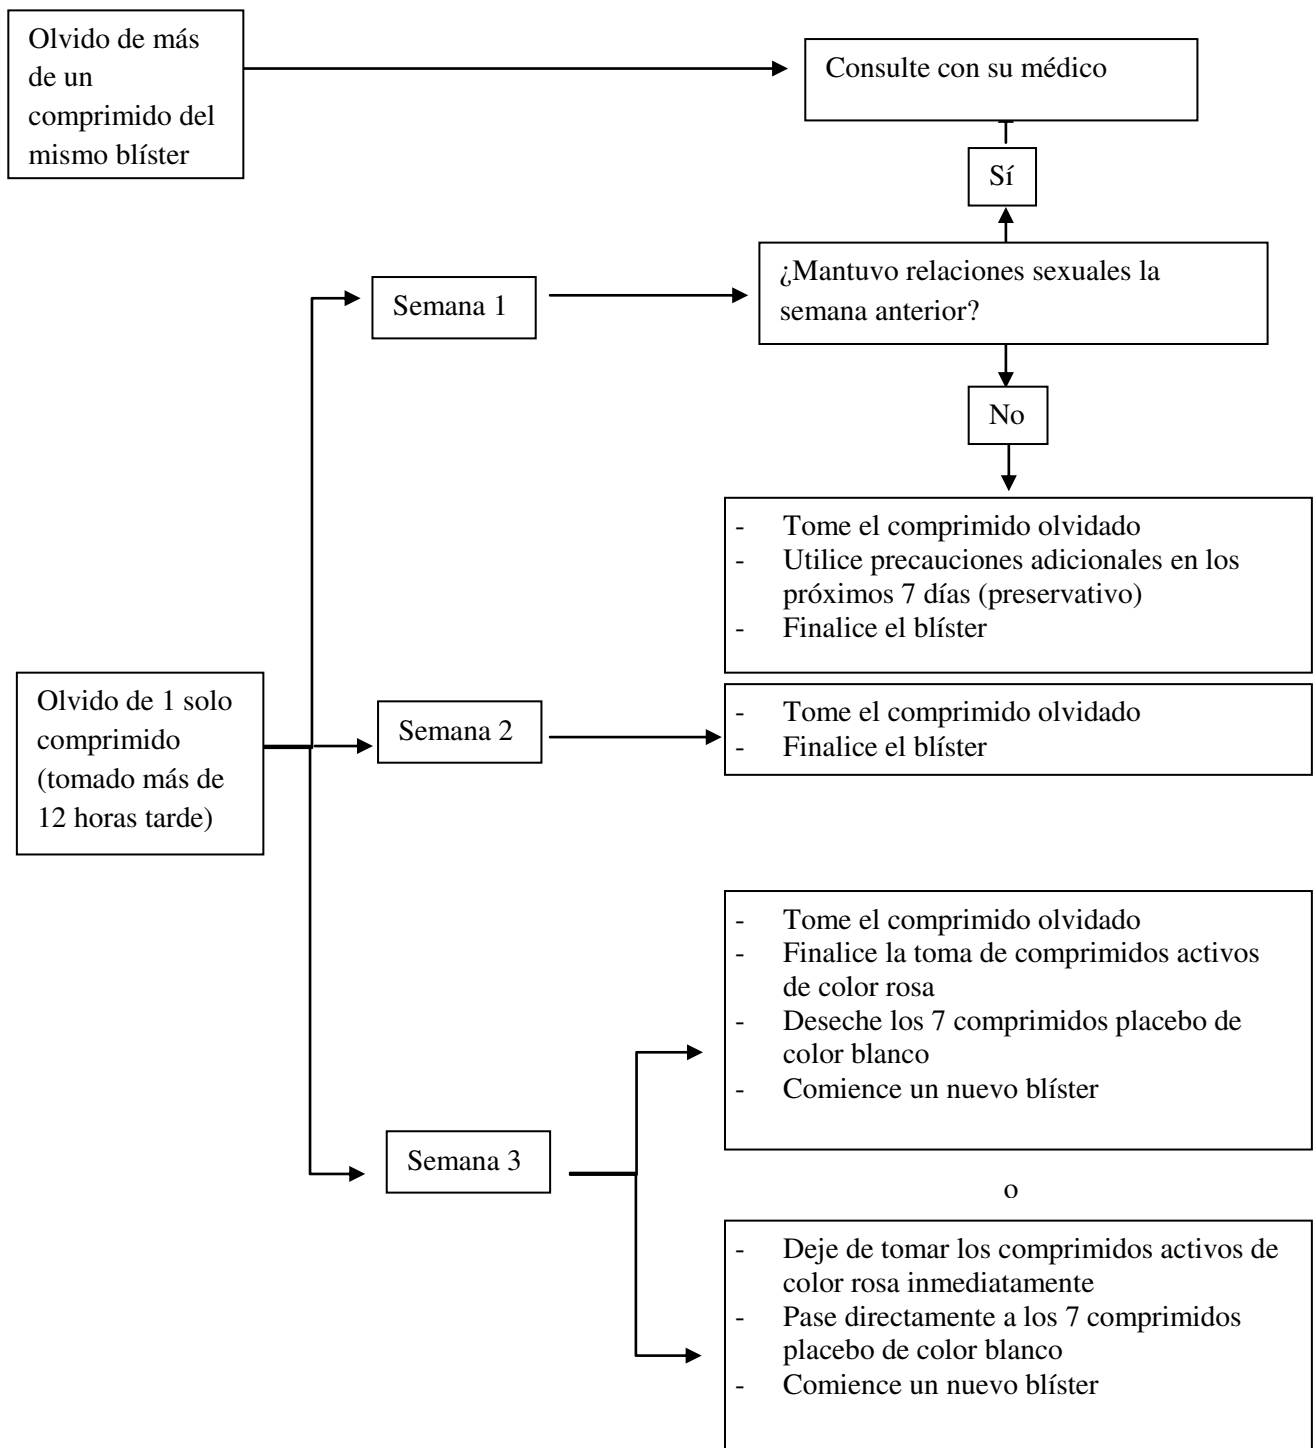 Olvido de más
de un
comprimido del
mismo blíster
Consulte con su médico
Sí
¿Mantuvo relaciones sexuales la
semana anterior?
Semana 1
No
- Tome el comprimido olvidado
- Utilice precauciones adicionales en los
próximos 7 días (preservativo)
- Finalice el blíster
Olvido de 1 solo
comprimido
(tomado más de
12 horas tarde)
Semana 2
- Tome el comprimido olvidado
- Finalice el blíster
Semana 3
- Tome el comprimido olvidado
- Finalice la toma de comprimidos activos
de color rosa
- Deseche los 7 comprimidos placebo de
color blanco
- Comience un nuevo blíster
o
- Deje de tomar los comprimidos activos de
color rosa inmediatamente
- Pase directamente a los 7 comprimidos
placebo de color blanco
- Comience un nuevo blíster